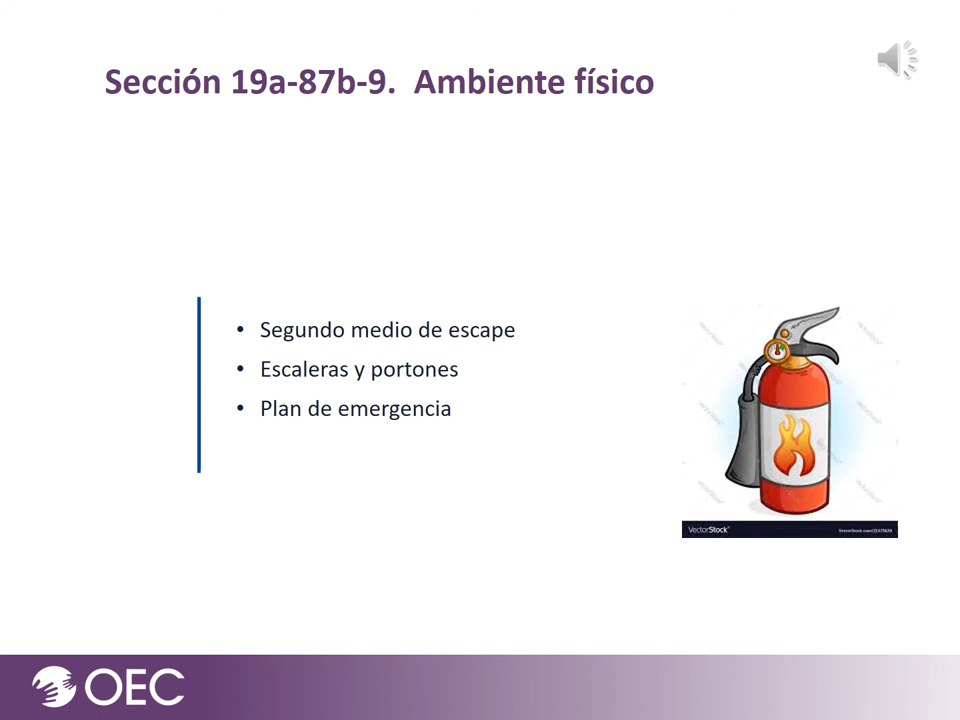 Sección 19a-87b-9. Ambiente físico
• Segundo medio de escape
• Escaleras y portones
• Plan de emergencia
VectorStock
OEC